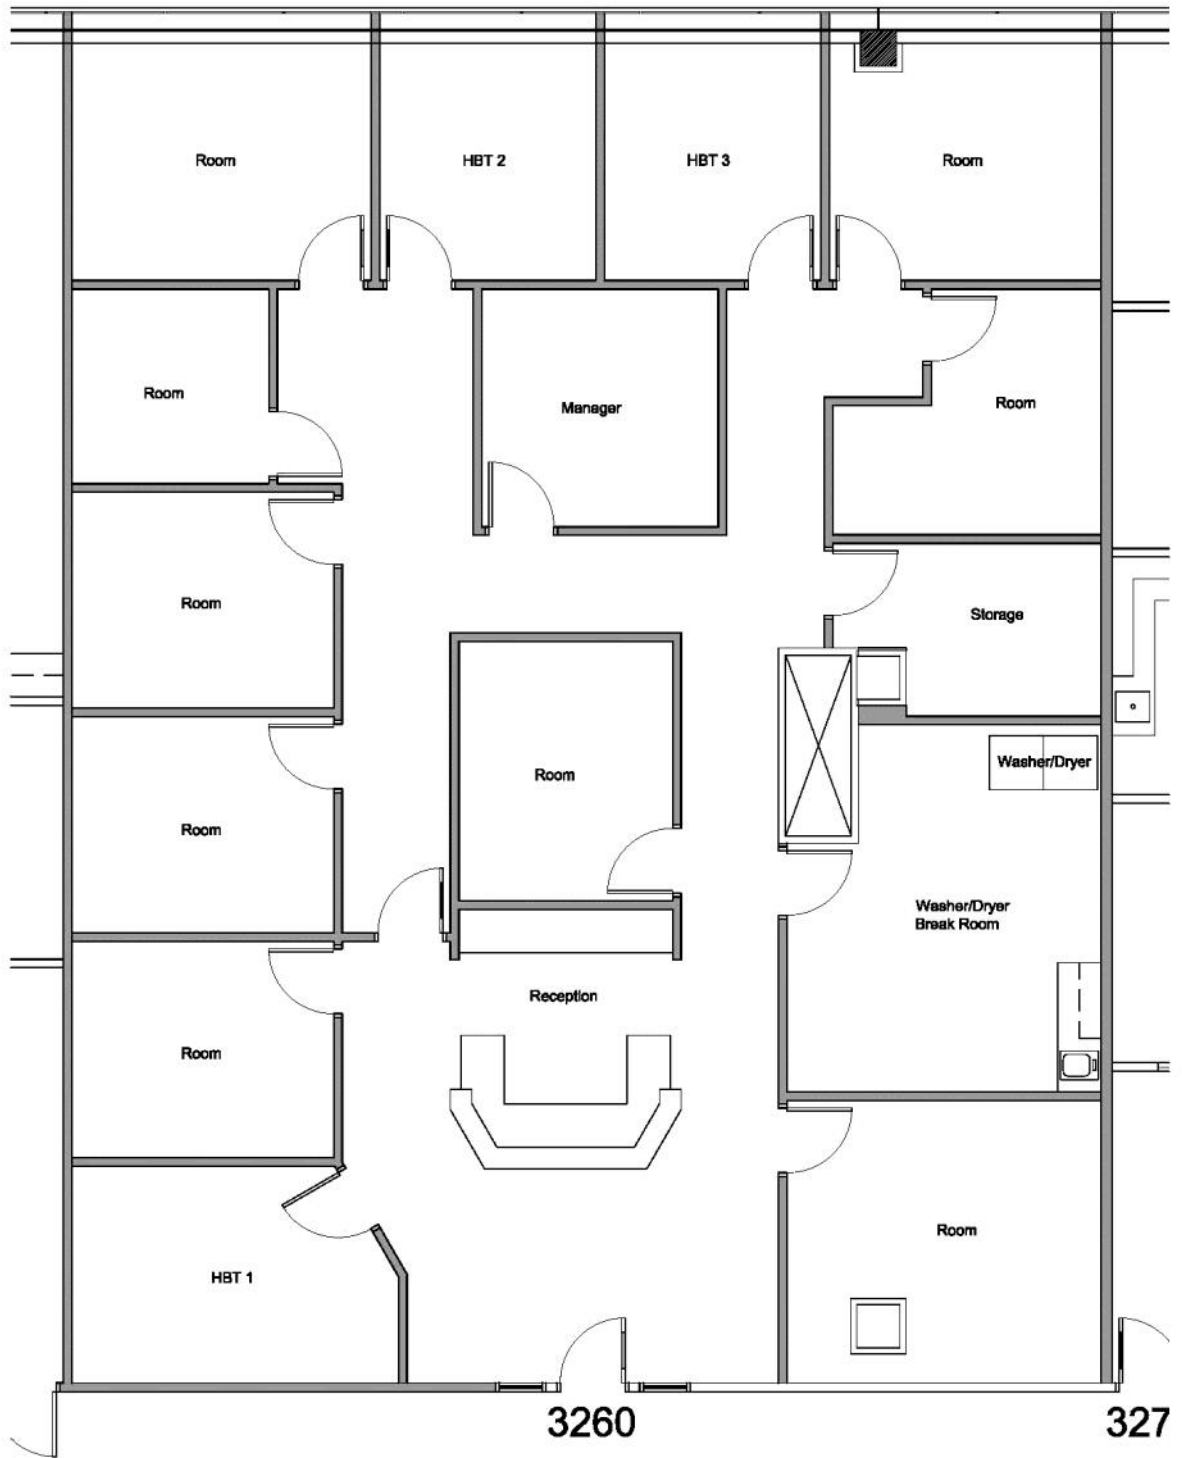 Room
HBT 2
HBT 3
Room
Room
Manager
Room
Room
Storage
Washer/Dryer
Room
Room
Washer/Dryer
Break Room
Reception
Room
Room
HBT 1
3260
327